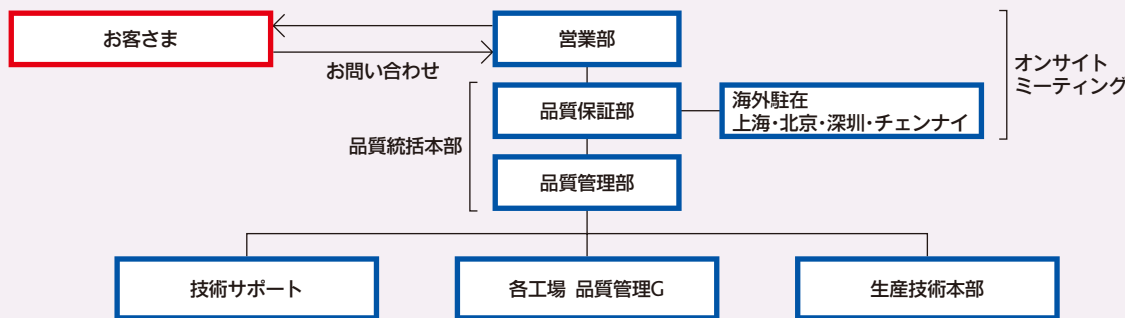 お客さま
営業部
お問い合わせ
オンサイト
ミーティング
品質保証部
海外駐在
上海・北京・深圳・チェンナイ
品質統括本部
品質管理部
技術サポート
各工場 品質管理G
生産技術本部